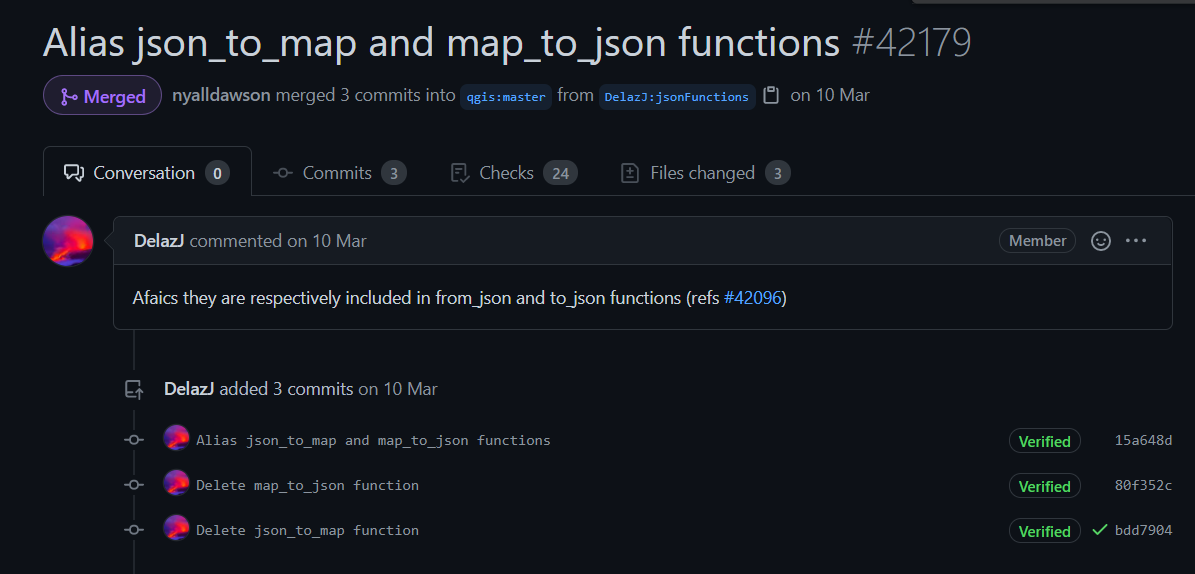 Alias json_to_map and map_to_json functions #42179
Merged nyalldawson merged 3 commits into qgis:master from DelazJ:jsonFunctions on 10 Mar
Conversation 0 Commits 3 Checks 24 Files changed 3
DelazJ commented on 10 Mar Member
Afaics they are respectively included in from_json and to_json functions (refs #42096)
DelazJ added 3 commits on 10 Mar
Alias json_to_map and map_to_json functions Verified 15a648d
Delete map_to_json function Verified 80f352c
Delete json_to_map function Verified bdd7904